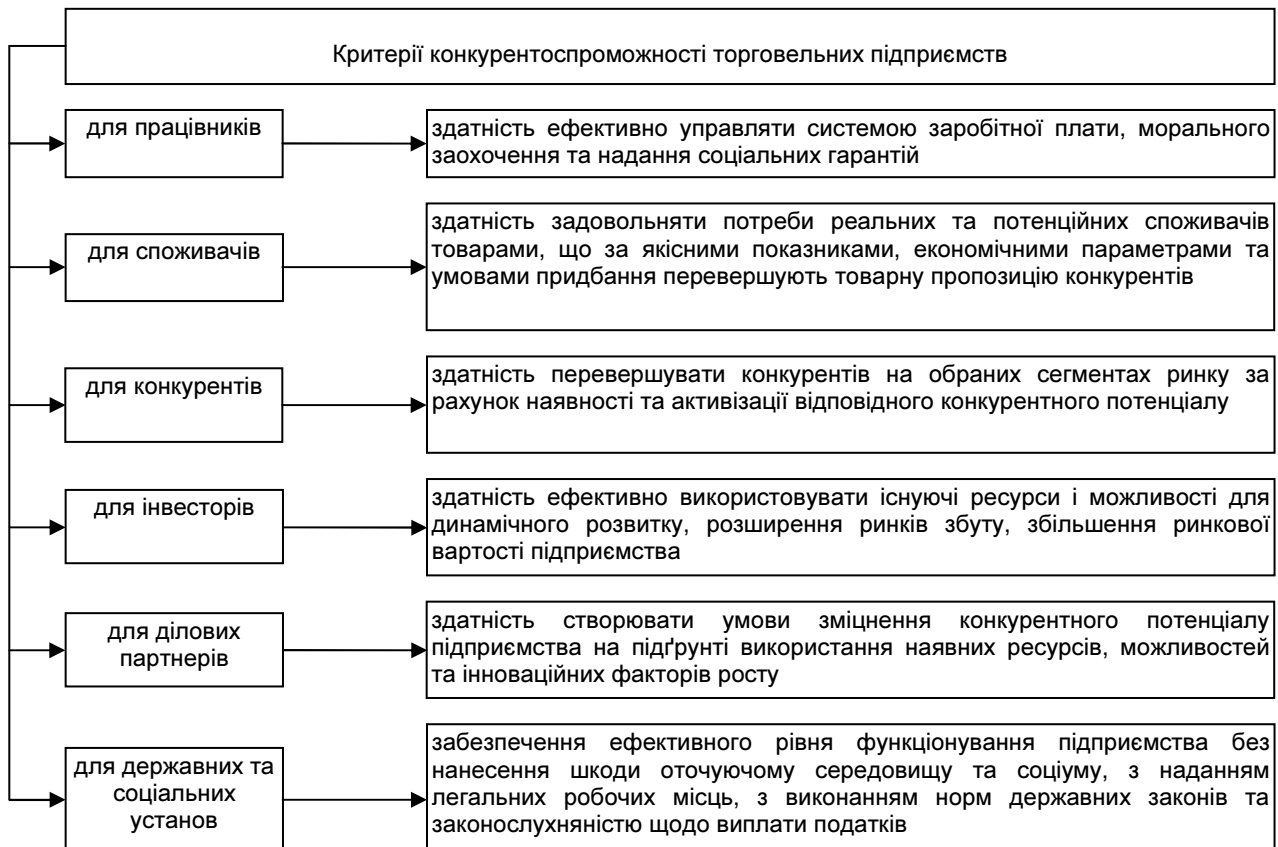 Критерії конкурентоспроможності торговельних підприємств
для працівників
здатність ефективно управляти системою заробітної плати, морального
заохочення та надання соціальних гарантій
для споживачів
здатність задовольняти потреби реальних та потенційних споживачів
товарами, що за якісними показниками, економічними параметрами та
умовами придбання перевершують товарну пропозицію конкурентів
для конкурентів
здатність перевершувати конкурентів на обраних сегментах ринку за
рахунок наявності та активізації відповідного конкурентного потенціалу
для інвесторів
здатність ефективно використовувати існуючі ресурси і можливості для
динамічного розвитку, розширення ринків збуту, збільшення ринкової
вартості підприємства
для ділових
партнерів
здатність створювати умови зміцнення конкурентного потенціалу
підприємства на підґрунті використання наявних ресурсів, можливостей
та інноваційних факторів росту
для державних та
соціальних
установ
забезпечення ефективного рівня функціонування підприємства без
нанесення шкоди оточуючому середовищу та соціуму, з наданням
легальних робочих місць, з виконанням норм державних законів та
законослухняністю щодо виплати податків